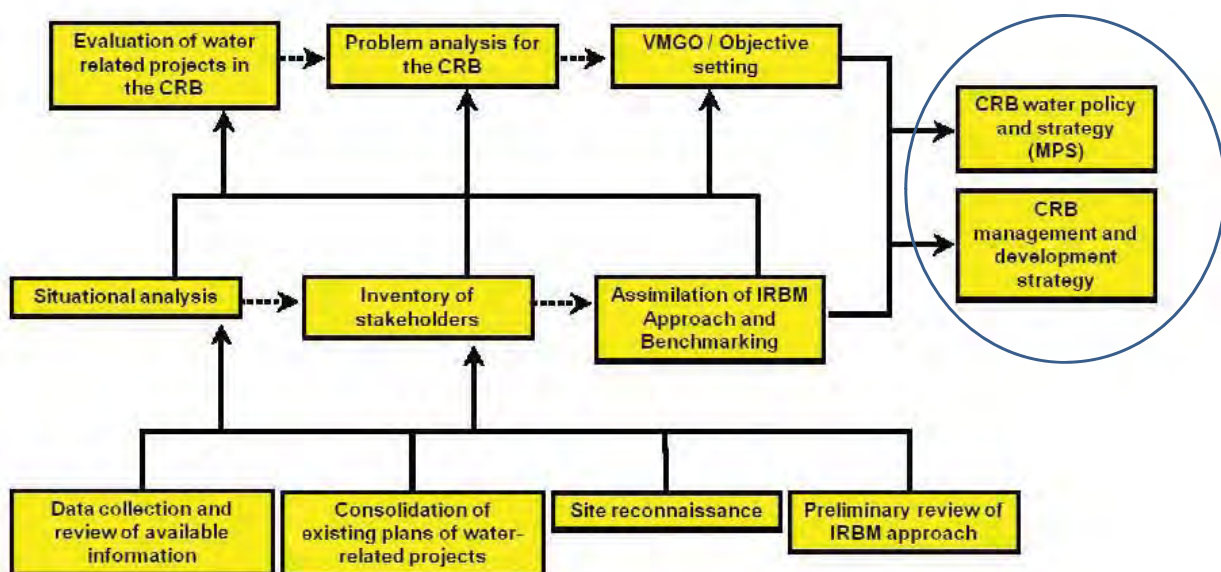 Evaluation of water
related projects in
the CRB
Problem analysis for
the CRB
VMGO / Objective
setting
CRB water policy
and strategy
(MPS)
CRB
management and
development
strategy
Situational analysis
Inventory of
stakeholders
Assimilation of IRBM
Approach and
Benchmarking
Data collection and
review of available
information
Consolidation of
existing plans of water-
related projects
Site reconnaissance
Preliminary review of
IRBM approach